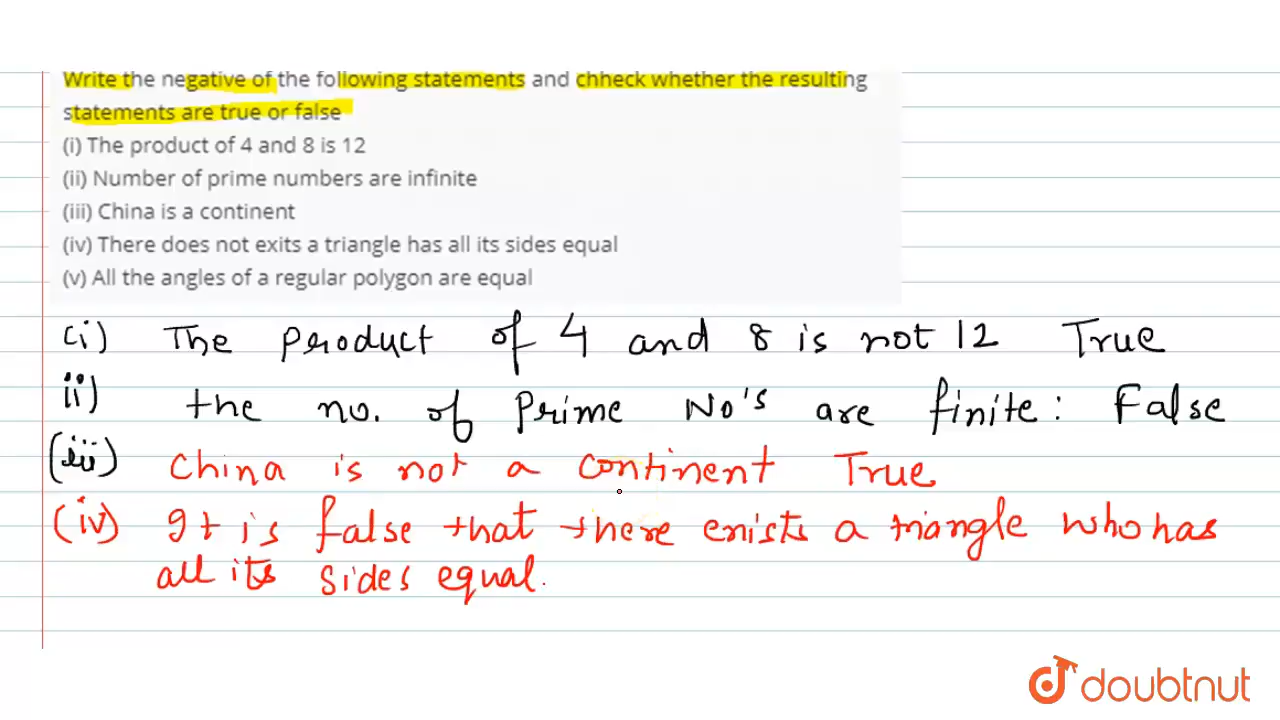 Write the negative of the following statements and chheck whether the resulting
statements are true or false
(i) The product of 4 and 8 is 12
(ii) Number of prime numbers are infinite
(iii) China is a continent
(iv) There does not exits a triangle has all its sides equal
(v) All the angles of a regular polygon are equal
(i) The product of 4 and 8 is not 12 True
ii) the no. of Prime No's are finite: False
(iii) China is not a continent True
(iv) It is false that there exists a triangle who has
all its sides equal.
doubtnut